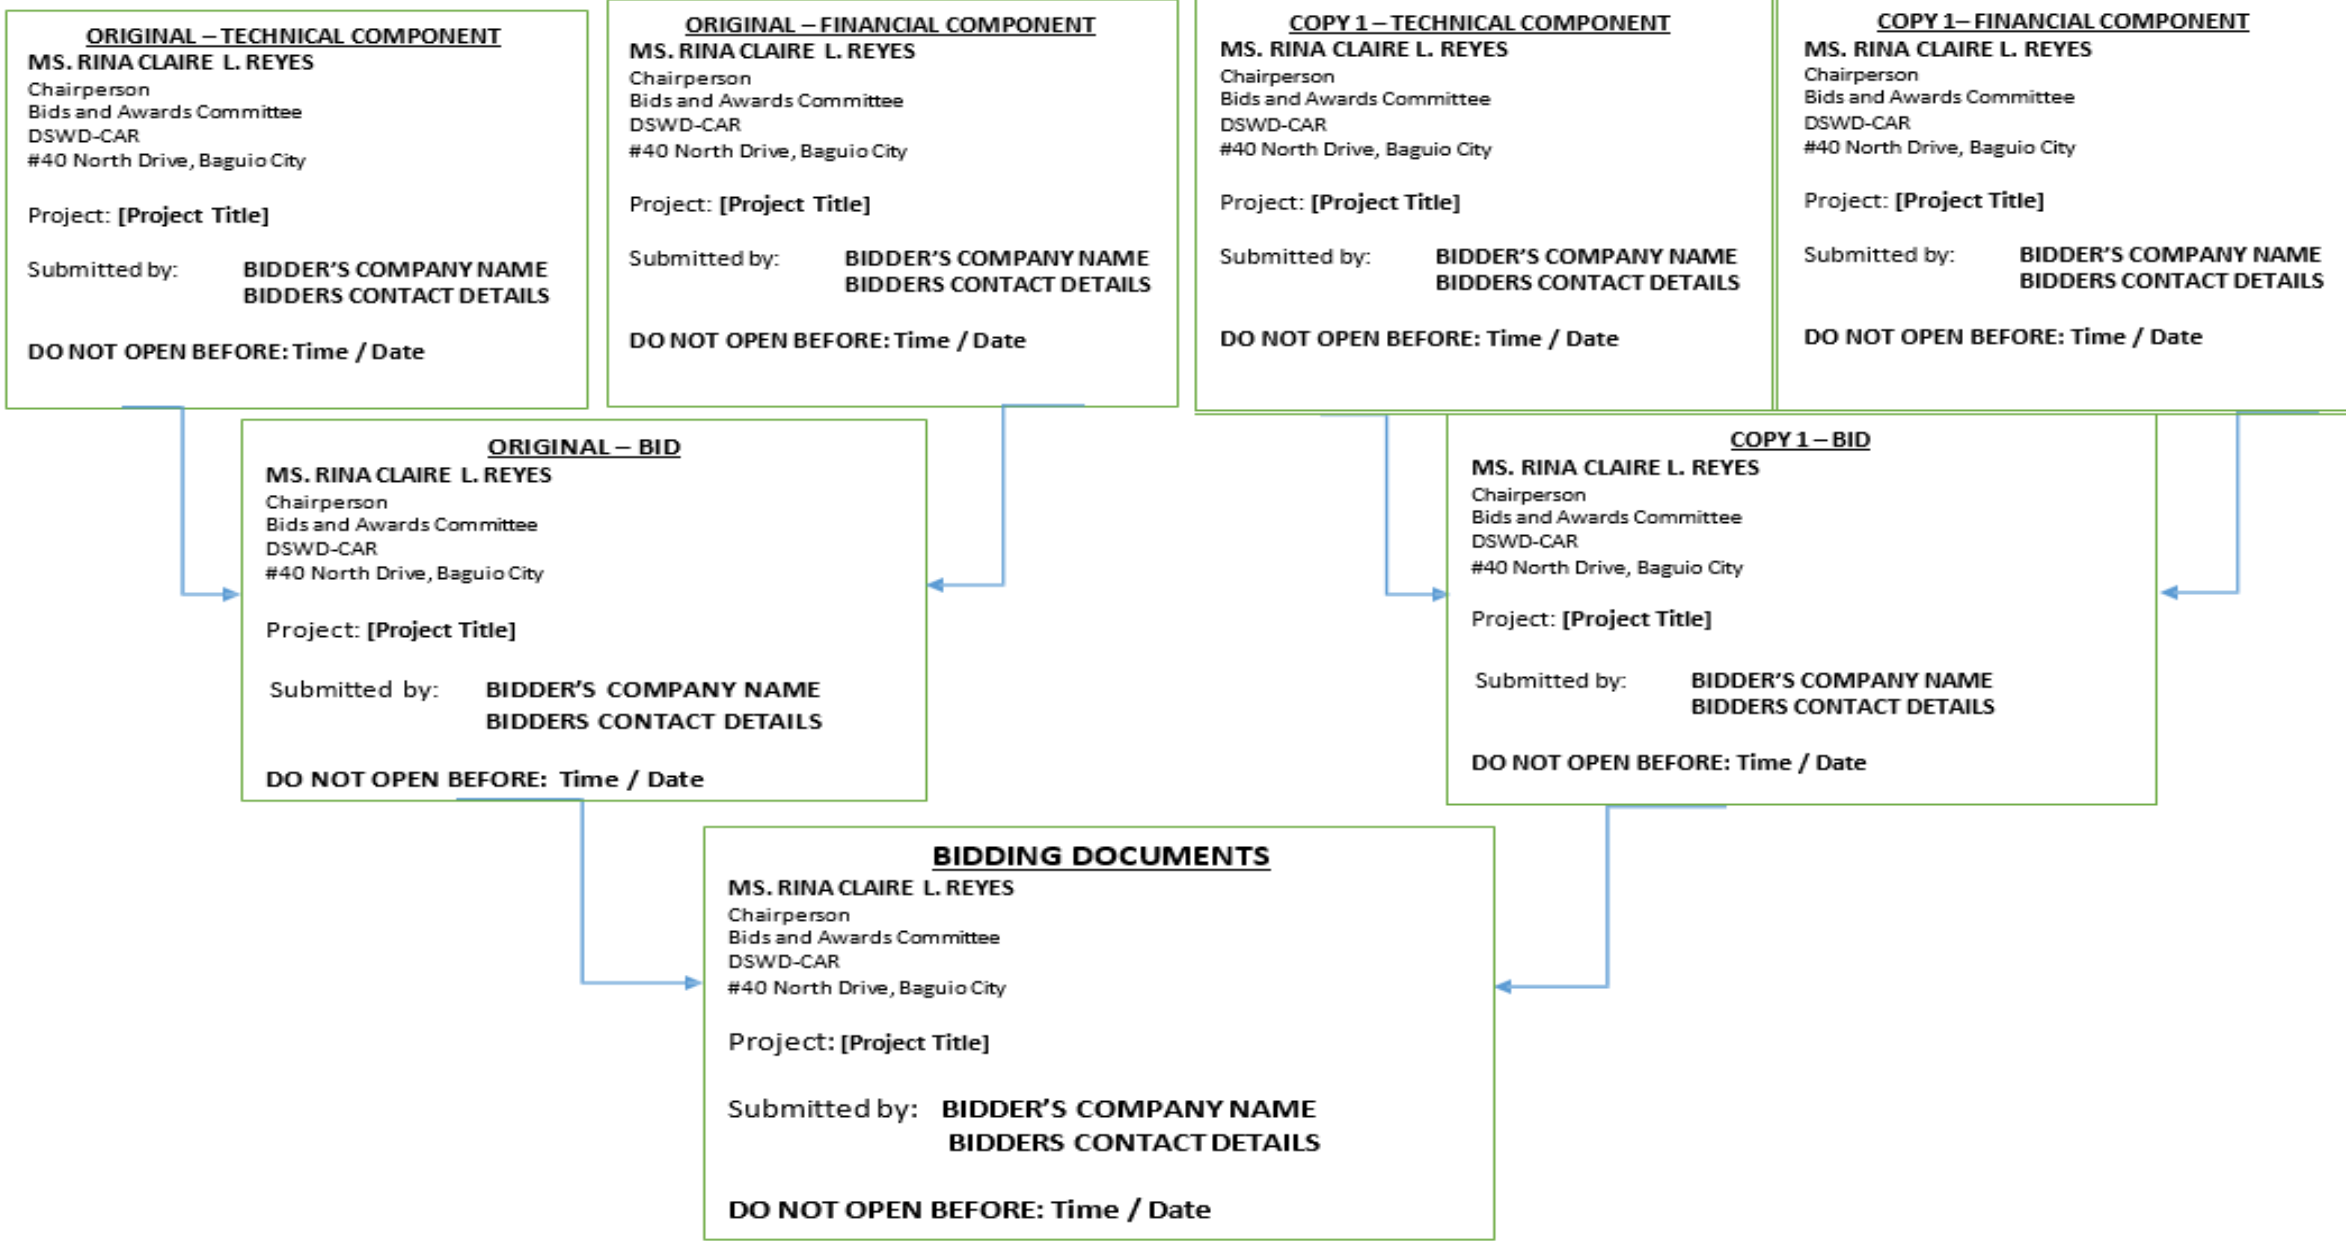 ORIGINAL – TECHNICAL COMPONENT
MS. RINA CLAIRE L. REYES
Chairperson
Bids and Awards Committee
DSWD-CAR
#40 North Drive, Baguio City
Project: [Project Title]
Submitted by: BIDDER'S COMPANY NAME
BIDDERS CONTACT DETAILS
DO NOT OPEN BEFORE: Time / Date
ORIGINAL – FINANCIAL COMPONENT
MS. RINA CLAIRE L. REYES
Chairperson
Bids and Awards Committee
DSWD-CAR
#40 North Drive, Baguio City
Project: [Project Title]
Submitted by: BIDDER'S COMPANY NAME
BIDDERS CONTACT DETAILS
DO NOT OPEN BEFORE: Time / Date
COPY 1 – TECHNICAL COMPONENT
MS. RINA CLAIRE L. REYES
Chairperson
Bids and Awards Committee
DSWD-CAR
#40 North Drive, Baguio City
Project: [Project Title]
Submitted by: BIDDER'S COMPANY NAME
BIDDERS CONTACT DETAILS
DO NOT OPEN BEFORE: Time / Date
COPY 1– FINANCIAL COMPONENT
MS. RINA CLAIRE L. REYES
Chairperson
Bids and Awards Committee
DSWD-CAR
#40 North Drive, Baguio City
Project: [Project Title]
Submitted by: BIDDER'S COMPANY NAME
BIDDERS CONTACT DETAILS
DO NOT OPEN BEFORE: Time / Date
ORIGINAL – BID
MS. RINA CLAIRE L. REYES
Chairperson
Bids and Awards Committee
DSWD-CAR
#40 North Drive, Baguio City
Project: [Project Title]
Submitted by: BIDDER'S COMPANY NAME
BIDDERS CONTACT DETAILS
DO NOT OPEN BEFORE: Time / Date
COPY 1 – BID
MS. RINA CLAIRE L. REYES
Chairperson
Bids and Awards Committee
DSWD-CAR
#40 North Drive, Baguio City
Project: [Project Title]
Submitted by: BIDDER'S COMPANY NAME
BIDDERS CONTACT DETAILS
DO NOT OPEN BEFORE: Time / Date
BIDDING DOCUMENTS
MS. RINA CLAIRE L. REYES
Chairperson
Bids and Awards Committee
DSWD-CAR
#40 North Drive, Baguio City
Project: [Project Title]
Submitted by: BIDDER'S COMPANY NAME
BIDDERS CONTACT DETAILS
DO NOT OPEN BEFORE: Time / Date